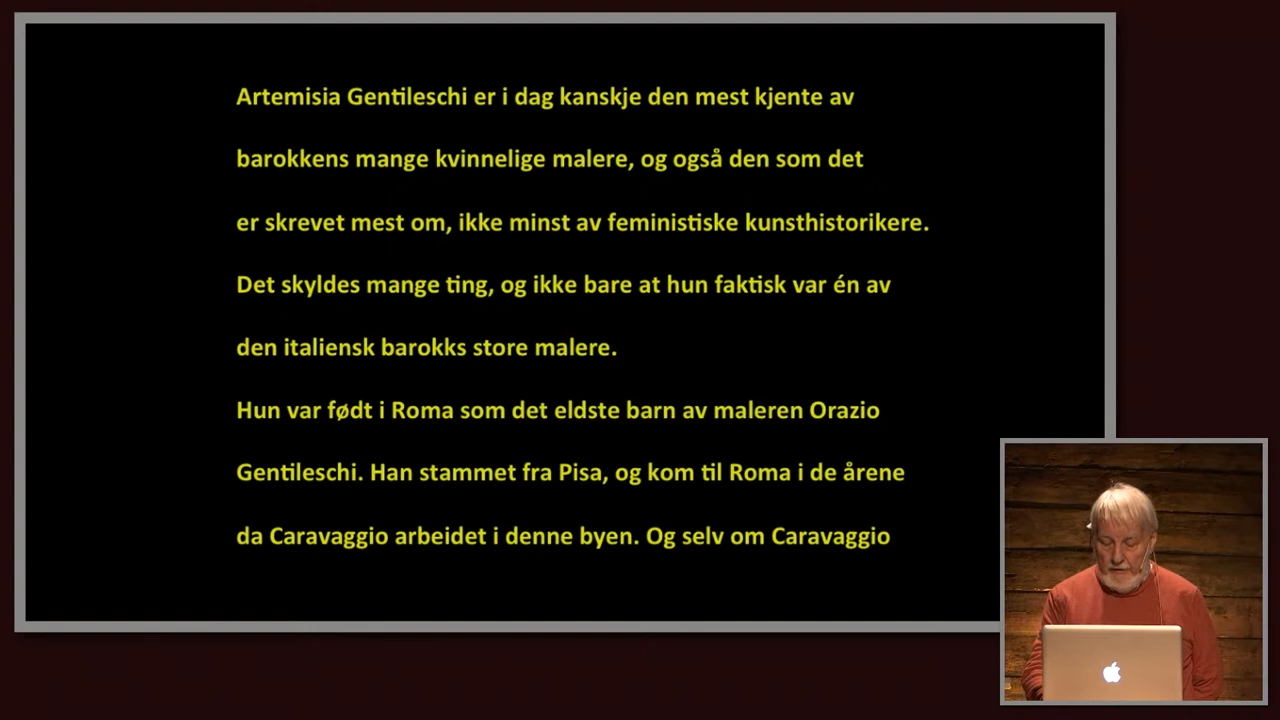 Artemisia Gentileschi er i dag kanskje den mest kjente av
barokkens mange kvinnelige malere, og også den som det
er skrevet mest om, ikke minst av feministiske kunsthistorikere.
Det skyldes mange ting, og ikke bare at hun faktisk var én av
den italiensk barokks store malere.
Hun var født i Roma som det eldste barn av maleren Orazio
Gentileschi. Han stammet fra Pisa, og kom til Roma i de årene
da Caravaggio arbeidet i denne byen. Og selv om Caravaggio